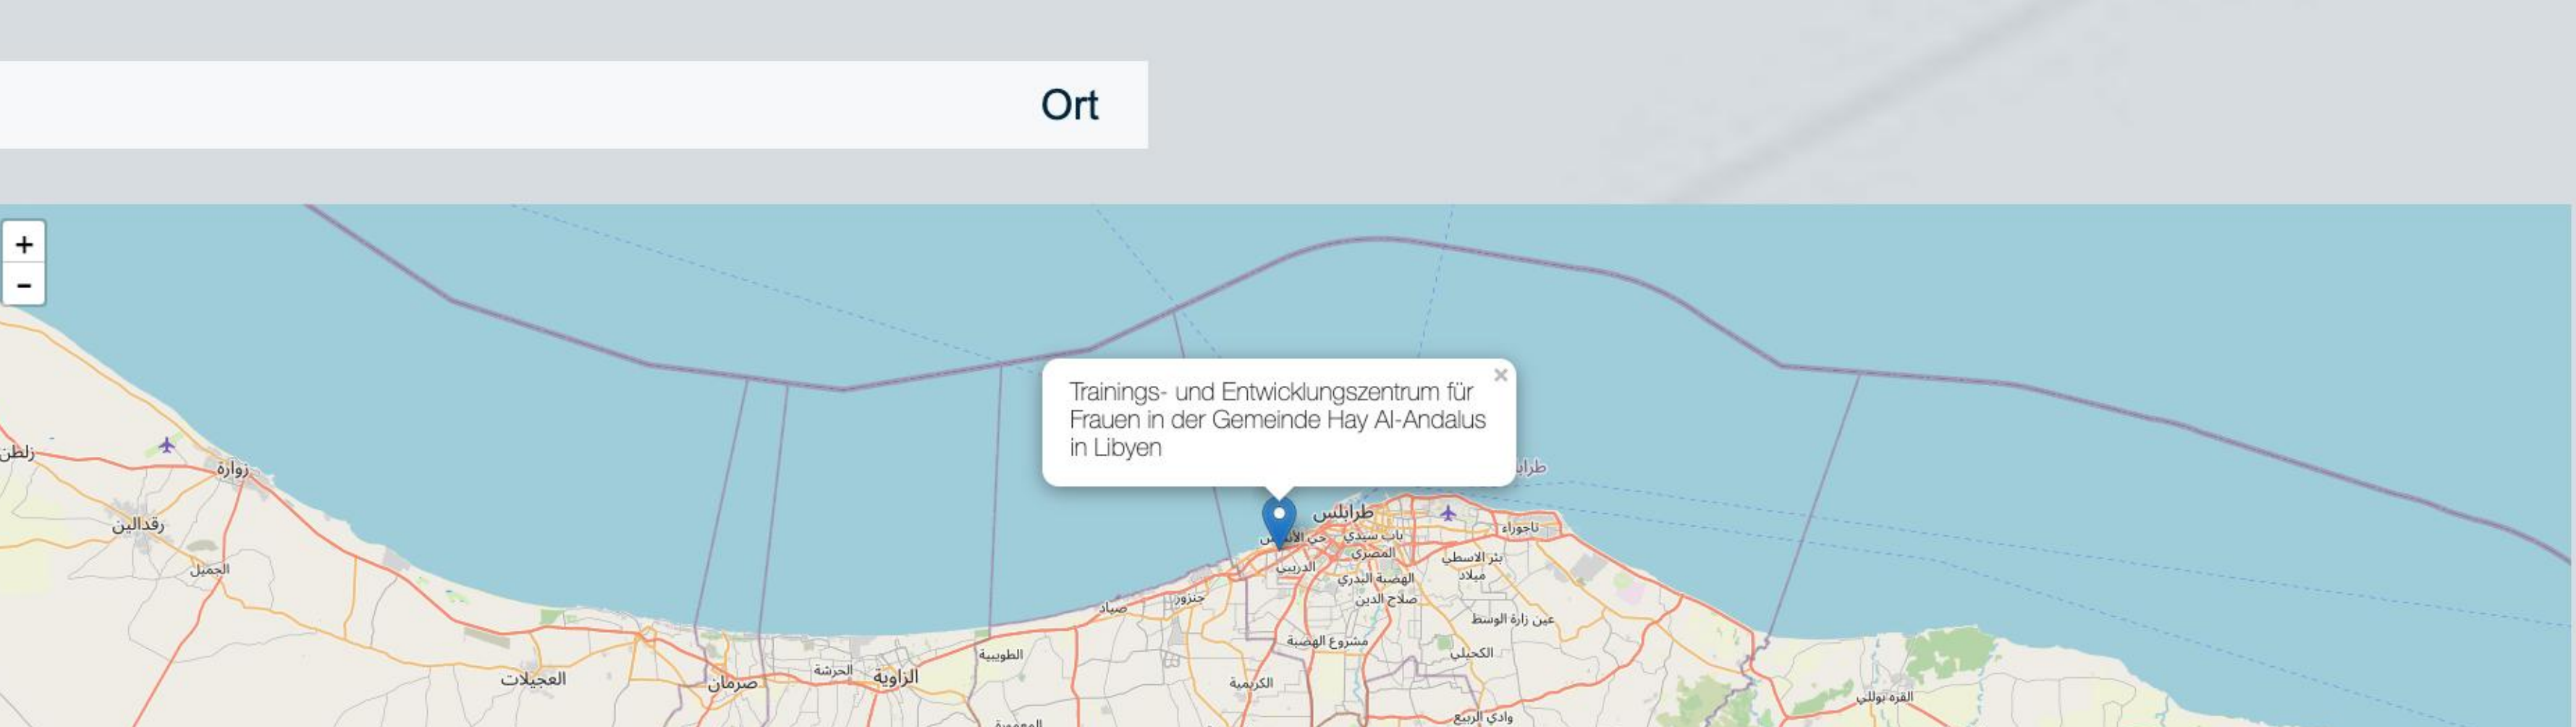 Ort
+
-
Trainings- und Entwicklungszentrum für
Frauen in der Gemeinde Hay Al-Andalus
in Libyen
×
زلطن
زوارة
رقدالين
الجميل
العجيلات
صرمان
الحرشة
الزاوية
الطويبية
صياد
جنزور
طرابلس
باب سيدي
المصري
الدريبي
تاجوراء
بئر الاسطى
ميلاد
الهضبة البدري
صلاح الدين
عين زارة الوسط
مشروع الهضبة
الكحيلي
الكريمية
وادي الربيع
القره بوللي